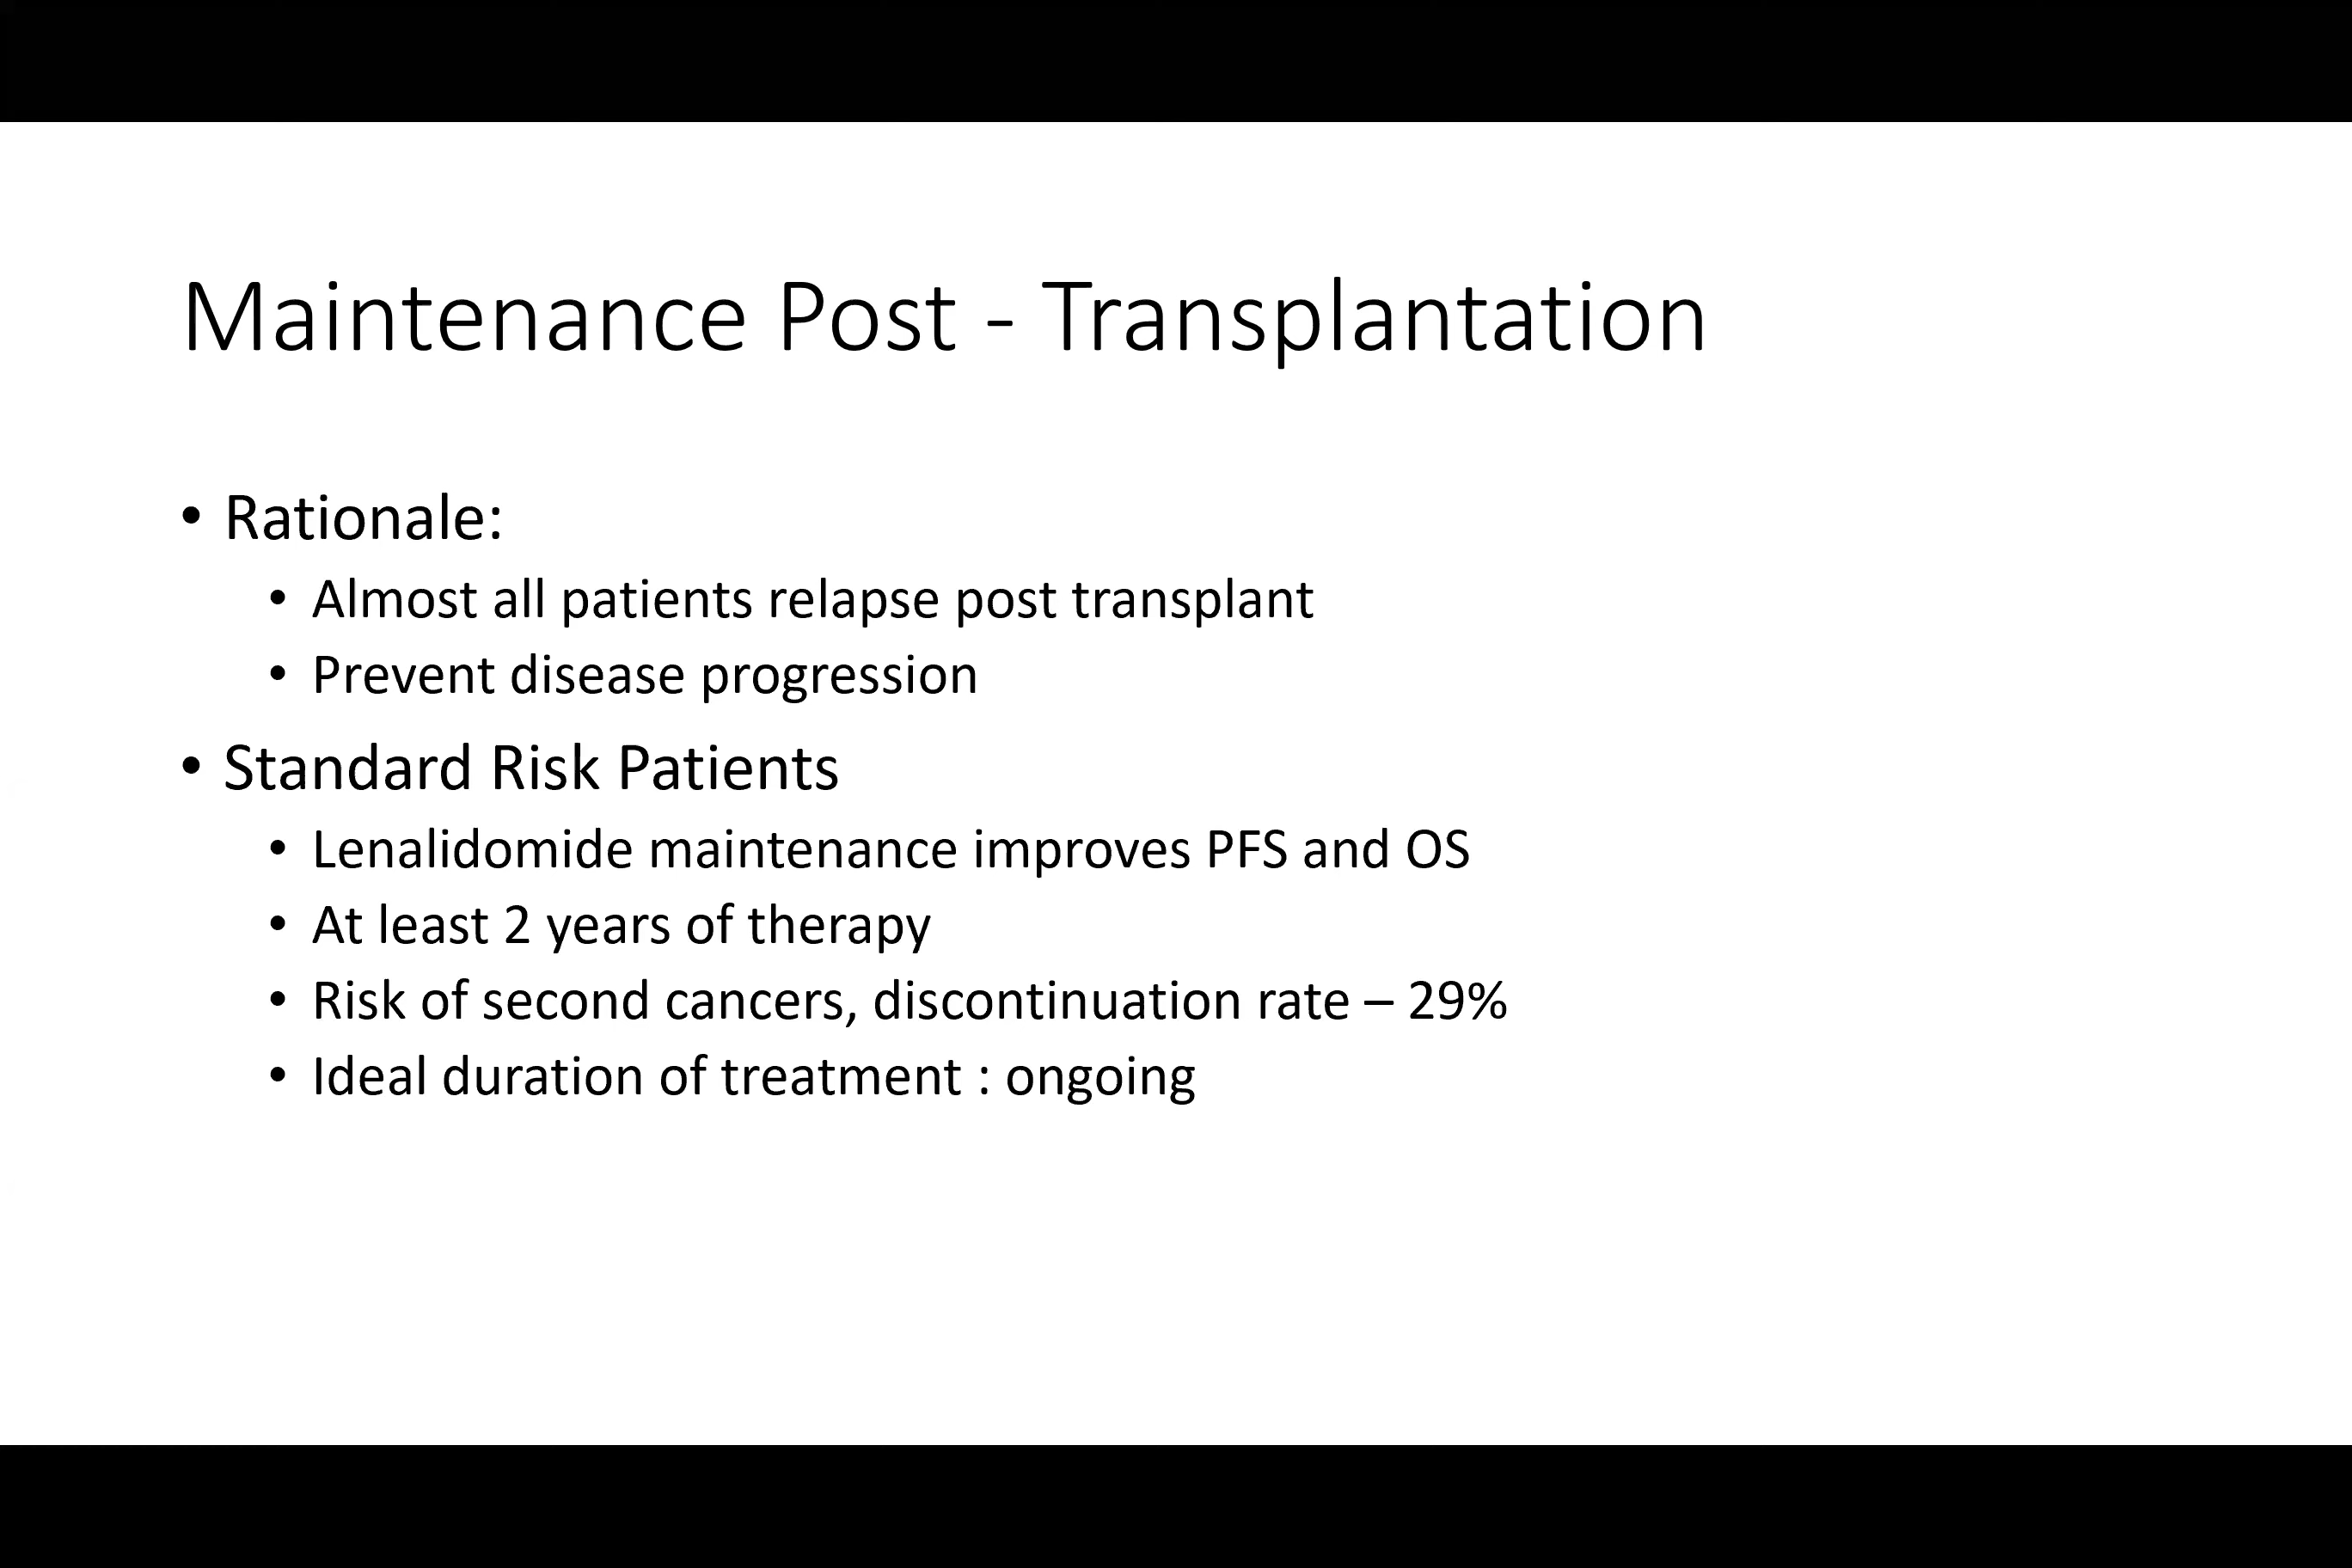 Maintenance Post - Transplantation
• Rationale:
• Almost all patients relapse post transplant
• Prevent disease progression
• Standard Risk Patients
• Lenalidomide maintenance improves PFS and OS
• At least 2 years of therapy
• Risk of second cancers, discontinuation rate – 29%
• Ideal duration of treatment : ongoing